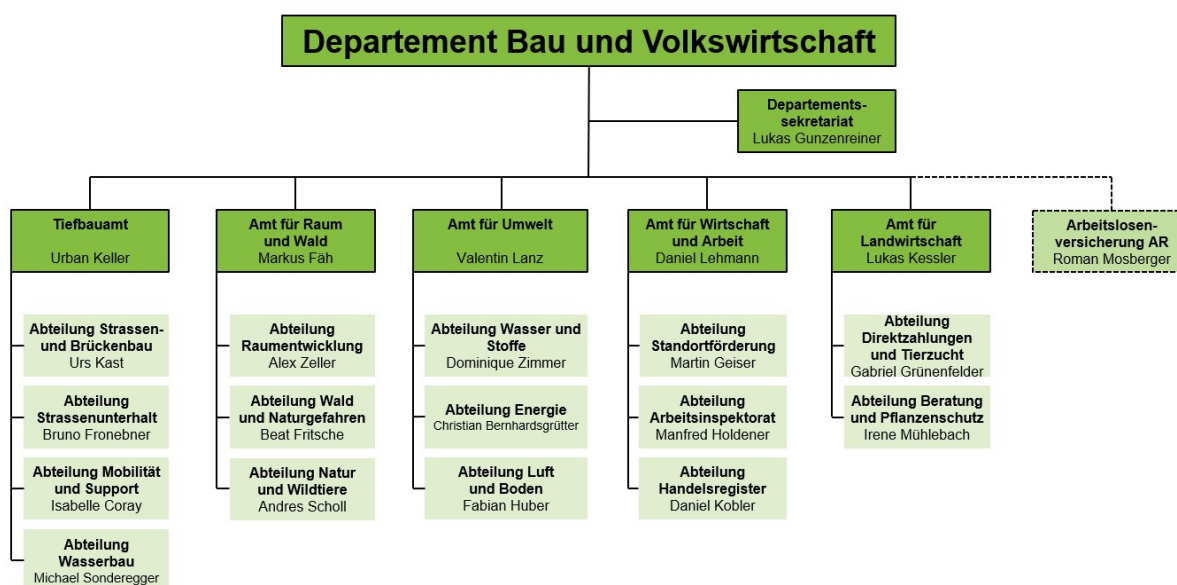 Departement Bau und Volkswirtschaft
Departements-
sekretariat
Lukas Gunzenreiner
Tiefbauamt
Urban Keller
Amt für Raum
und Wald
Markus Fäh
Amt für Umwelt
Valentin Lanz
Amt für Wirtschaft
und Arbeit
Daniel Lehmann
Amt für
Landwirtschaft
Lukas Kessler
Arbeitslosen-
versicherung AR
Roman Mosberger
Abteilung Strassen-
und Brückenbau
Urs Kast
Abteilung
Strassenunterhalt
Bruno Fronebner
Abteilung Mobilität
und Support
Isabelle Coray
Abteilung
Wasserbau
Michael Sonderegger
Abteilung
Raumentwicklung
Alex Zeller
Abteilung Wald
und Naturgefahren
Beat Fritsche
Abteilung Natur
und Wildtiere
Andres Scholl
Abteilung Wasser und
Stoffe
Dominique Zimmer
Abteilung Energie
Christian Bernhardsgrütter
Abteilung Luft
und Boden
Fabian Huber
Abteilung
Standortförderung
Martin Geiser
Abteilung
Arbeitsinspektorat
Manfred Holdener
Abteilung
Handelsregister
Daniel Kobler
Abteilung
Direktzahlungen
und Tierzucht
Gabriel Grünenfelder
Abteilung Beratung
und Pflanzenschutz
Irene Mühlebach